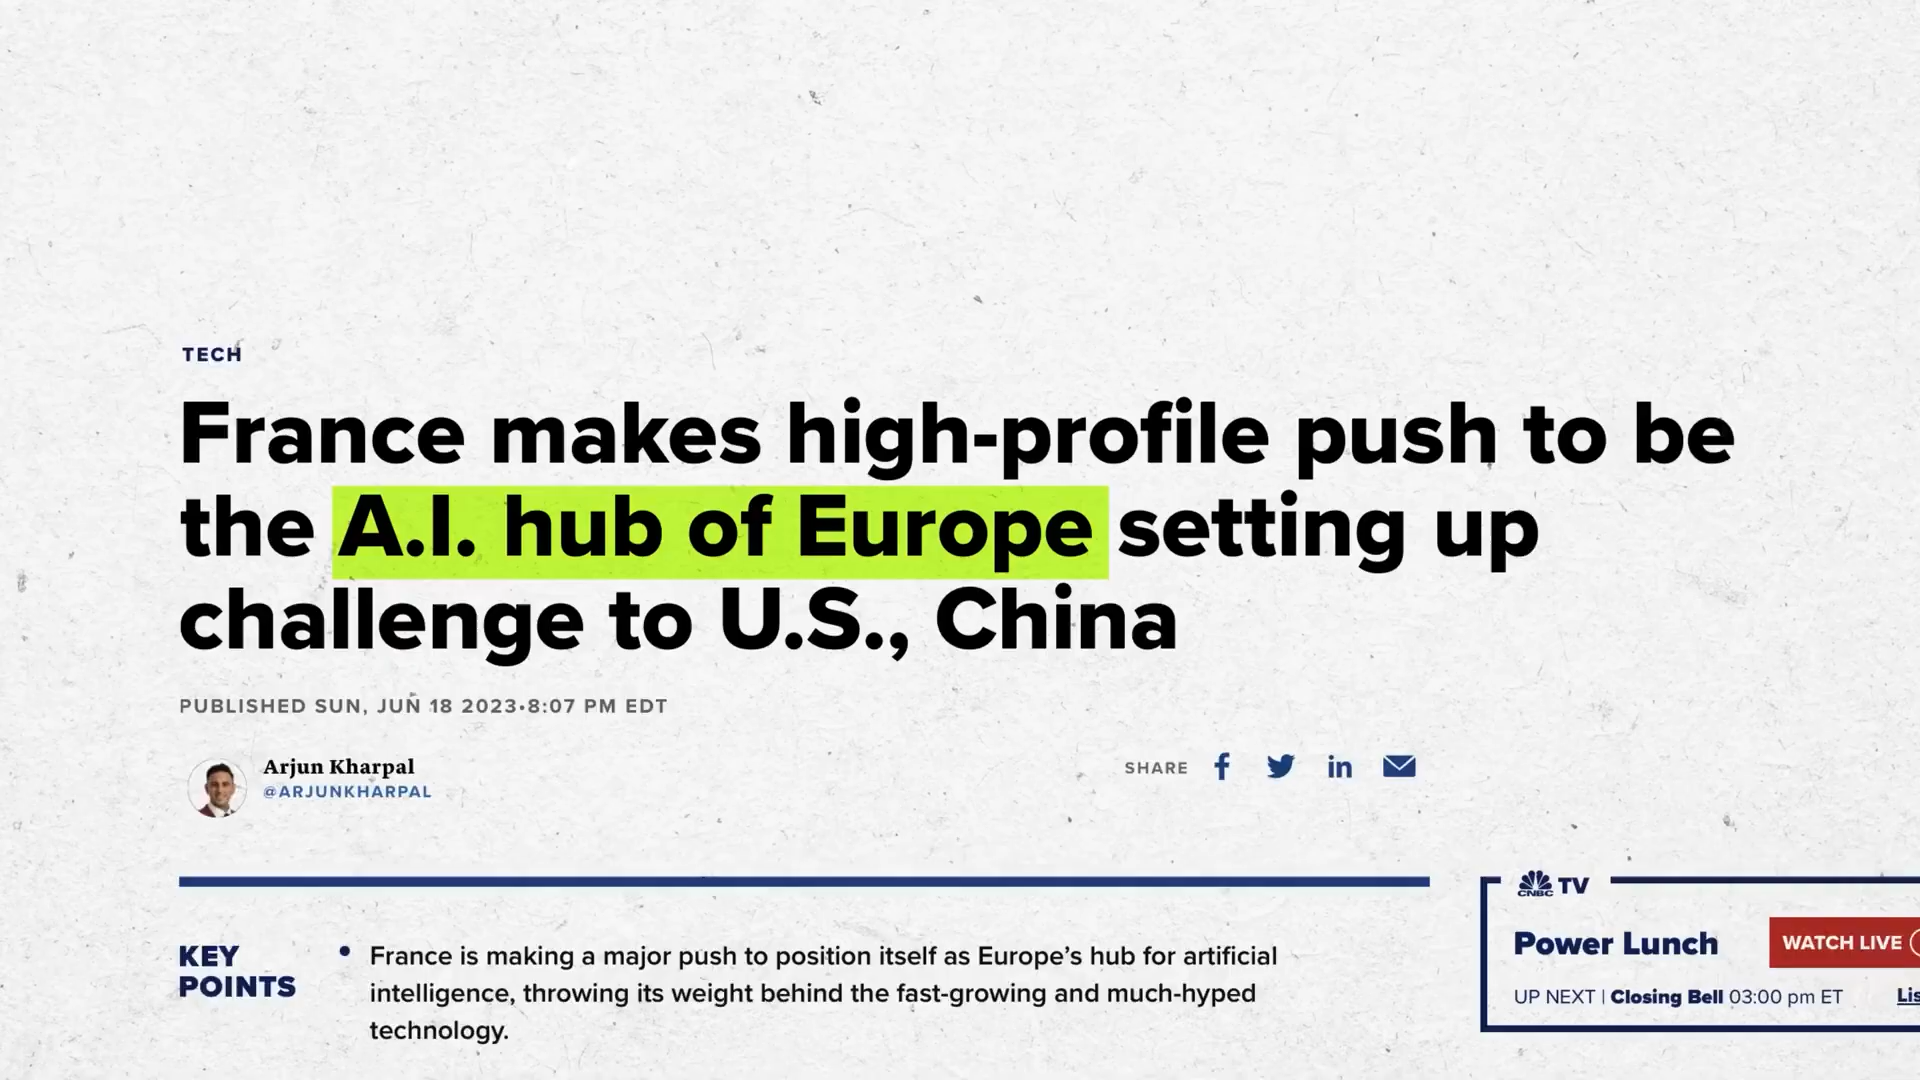 TECH
France makes high-profile push to be
the A.I. hub of Europe setting up
challenge to U.S., China
PUBLISHED SUN, JUN 18 2023•8:07 PM EDT
Arjun Kharpal
@ARJUNKHARPAL
SHARE
KEY
POINTS
• France is making a major push to position itself as Europe’s hub for artificial
intelligence, throwing its weight behind the fast-growing and much-hyped
technology.
CNBC TV
Power Lunch
WATCH LIVE
UP NEXT | Closing Bell 03:00 pm ET